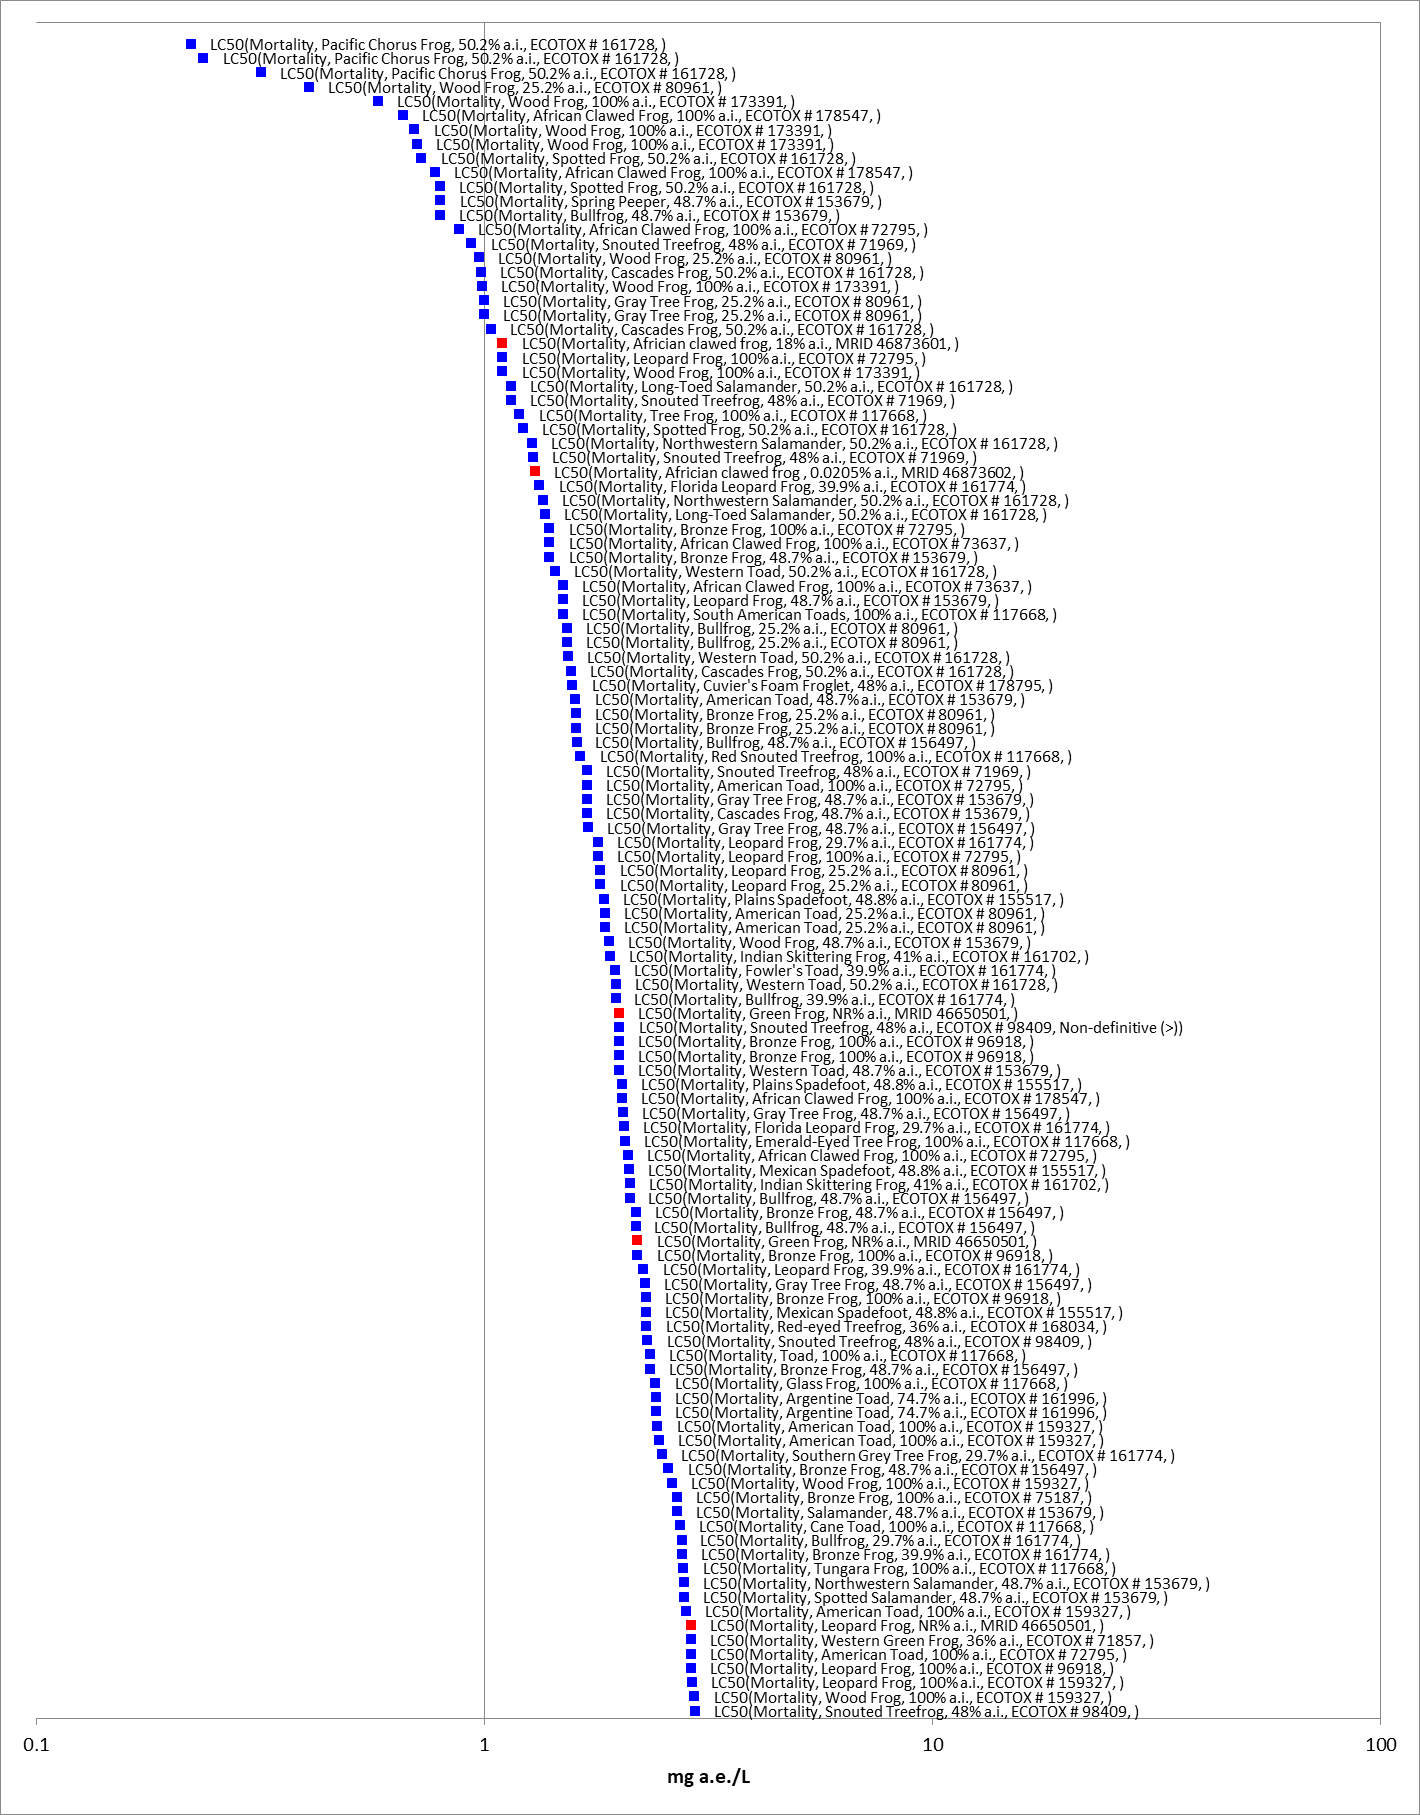 LC50(Mortality, Pacific Chorus Frog, 50.2% a.i., ECOTOX # 161728, )
LC50(Mortality, Pacific Chorus Frog, 50.2% a.i., ECOTOX # 161728, )
LC50(Mortality, Pacific Chorus Frog, 50.2% a.i., ECOTOX # 161728, )
LC50(Mortality, Wood Frog, 25.2% a.i., ECOTOX # 80961, )
LC50(Mortality, Wood Frog, 100% a.i., ECOTOX # 173391, )
LC50(Mortality, African Clawed Frog, 100% a.i., ECOTOX # 178547, )
LC50(Mortality, Wood Frog, 100% a.i., ECOTOX # 173391, )
LC50(Mortality, Wood Frog, 100% a.i., ECOTOX # 173391, )
LC50(Mortality, Spotted Frog, 50.2% a.i., ECOTOX # 161728, )
LC50(Mortality, African Clawed Frog, 100% a.i., ECOTOX # 178547, )
LC50(Mortality, Spotted Frog, 50.2% a.i., ECOTOX # 161728, )
LC50(Mortality, Spring Peeper, 48.7% a.i., ECOTOX # 153679, )
LC50(Mortality, Bullfrog, 48.7% a.i., ECOTOX # 153679, )
LC50(Mortality, African Clawed Frog, 100% a.i., ECOTOX # 72795, )
LC50(Mortality, Snouted Treefrog, 48% a.i., ECOTOX # 71969, )
LC50(Mortality, Wood Frog, 25.2% a.i., ECOTOX # 80961, )
LC50(Mortality, Cascades Frog, 50.2% a.i., ECOTOX # 161728, )
LC50(Mortality, Wood Frog, 100% a.i., ECOTOX # 173391, )
LC50(Mortality, Gray Tree Frog, 25.2% a.i., ECOTOX # 80961, )
LC50(Mortality, Gray Tree Frog, 25.2% a.i., ECOTOX # 80961, )
LC50(Mortality, Cascades Frog, 50.2% a.i., ECOTOX # 161728, )
LC50(Mortality, Africian clawed frog, 18% a.i., MRID 46873601, )
LC50(Mortality, Leopard Frog, 100% a.i., ECOTOX # 72795, )
LC50(Mortality, Wood Frog, 100% a.i., ECOTOX # 173391, )
LC50(Mortality, Long-Toed Salamander, 50.2% a.i., ECOTOX # 161728, )
LC50(Mortality, Snouted Treefrog, 48% a.i., ECOTOX # 71969, )
LC50(Mortality, Tree Frog, 100% a.i., ECOTOX # 117668, )
LC50(Mortality, Spotted Frog, 50.2% a.i., ECOTOX # 161728, )
LC50(Mortality, Northwestern Salamander, 50.2% a.i., ECOTOX # 161728, )
LC50(Mortality, Snouted Treefrog, 48% a.i., ECOTOX # 71969, )
LC50(Mortality, Africian clawed frog , 0.0205% a.i., MRID 46873602, )
LC50(Mortality, Florida Leopard Frog, 39.9% a.i., ECOTOX # 161774, )
LC50(Mortality, Northwestern Salamander, 50.2% a.i., ECOTOX # 161728, )
LC50(Mortality, Long-Toed Salamander, 50.2% a.i., ECOTOX # 161728, )
LC50(Mortality, Bronze Frog, 100% a.i., ECOTOX # 72795, )
LC50(Mortality, African Clawed Frog, 100% a.i., ECOTOX # 73637, )
LC50(Mortality, Bronze Frog, 48.7% a.i., ECOTOX # 153679, )
LC50(Mortality, Western Toad, 50.2% a.i., ECOTOX # 161728, )
LC50(Mortality, African Clawed Frog, 100% a.i., ECOTOX # 73637, )
LC50(Mortality, Leopard Frog, 48.7% a.i., ECOTOX # 153679, )
LC50(Mortality, South American Toads, 100% a.i., ECOTOX # 117668, )
LC50(Mortality, Bullfrog, 25.2% a.i., ECOTOX # 80961, )
LC50(Mortality, Bullfrog, 25.2% a.i., ECOTOX # 80961, )
LC50(Mortality, Western Toad, 50.2% a.i., ECOTOX # 161728, )
LC50(Mortality, Cascades Frog, 50.2% a.i., ECOTOX # 161728, )
LC50(Mortality, Cuvier's Foam Froglet, 48% a.i., ECOTOX # 178795, )
LC50(Mortality, American Toad, 48.7% a.i., ECOTOX # 153679, )
LC50(Mortality, Bronze Frog, 25.2% a.i., ECOTOX # 80961, )
LC50(Mortality, Bronze Frog, 25.2% a.i., ECOTOX # 80961, )
LC50(Mortality, Bullfrog, 48.7% a.i., ECOTOX # 156497, )
LC50(Mortality, Red Snouted Treefrog, 100% a.i., ECOTOX # 117668, )
LC50(Mortality, Snouted Treefrog, 48% a.i., ECOTOX # 71969, )
LC50(Mortality, American Toad, 100% a.i., ECOTOX # 72795, )
LC50(Mortality, Gray Tree Frog, 48.7% a.i., ECOTOX # 153679, )
LC50(Mortality, Cascades Frog, 48.7% a.i., ECOTOX # 153679, )
LC50(Mortality, Gray Tree Frog, 48.7% a.i., ECOTOX # 156497, )
LC50(Mortality, Leopard Frog, 29.7% a.i., ECOTOX # 161774, )
LC50(Mortality, Leopard Frog, 100% a.i., ECOTOX # 72795, )
LC50(Mortality, Leopard Frog, 25.2% a.i., ECOTOX # 80961, )
LC50(Mortality, Leopard Frog, 25.2% a.i., ECOTOX # 80961, )
LC50(Mortality, Plains Spadefoot, 48.8% a.i., ECOTOX # 155517, )
LC50(Mortality, American Toad, 25.2% a.i., ECOTOX # 80961, )
LC50(Mortality, American Toad, 25.2% a.i., ECOTOX # 80961, )
LC50(Mortality, Wood Frog, 48.7% a.i., ECOTOX # 153679, )
LC50(Mortality, Indian Skittering Frog, 41% a.i., ECOTOX # 161702, )
LC50(Mortality, Fowler's Toad, 39.9% a.i., ECOTOX # 161774, )
LC50(Mortality, Western Toad, 50.2% a.i., ECOTOX # 161728, )
LC50(Mortality, Bullfrog, 39.9% a.i., ECOTOX # 161774, )
LC50(Mortality, Green Frog, NR% a.i., MRID 46650501, )
LC50(Mortality, Snouted Treefrog, 48% a.i., ECOTOX # 98409, Non-definitive (>))
LC50(Mortality, Bronze Frog, 100% a.i., ECOTOX # 96918, )
LC50(Mortality, Bronze Frog, 100% a.i., ECOTOX # 96918, )
LC50(Mortality, Western Toad, 48.7% a.i., ECOTOX # 153679, )
LC50(Mortality, Plains Spadefoot, 48.8% a.i., ECOTOX # 155517, )
LC50(Mortality, African Clawed Frog, 100% a.i., ECOTOX # 178547, )
LC50(Mortality, Gray Tree Frog, 48.7% a.i., ECOTOX # 156497, )
LC50(Mortality, Florida Leopard Frog, 29.7% a.i., ECOTOX # 161774, )
LC50(Mortality, Emerald-Eyed Tree Frog, 100% a.i., ECOTOX # 117668, )
LC50(Mortality, African Clawed Frog, 100% a.i., ECOTOX # 72795, )
LC50(Mortality, Mexican Spadefoot, 48.8% a.i., ECOTOX # 155517, )
LC50(Mortality, Indian Skittering Frog, 41% a.i., ECOTOX # 161702, )
LC50(Mortality, Bullfrog, 48.7% a.i., ECOTOX # 156497, )
LC50(Mortality, Bronze Frog, 48.7% a.i., ECOTOX # 156497, )
LC50(Mortality, Bullfrog, 48.7% a.i., ECOTOX # 156497, )
LC50(Mortality, Green Frog, NR% a.i., MRID 46650501, )
LC50(Mortality, Bronze Frog, 100% a.i., ECOTOX # 96918, )
LC50(Mortality, Leopard Frog, 39.9% a.i., ECOTOX # 161774, )
LC50(Mortality, Gray Tree Frog, 48.7% a.i., ECOTOX # 156497, )
LC50(Mortality, Bronze Frog, 100% a.i., ECOTOX # 96918, )
LC50(Mortality, Mexican Spadefoot, 48.8% a.i., ECOTOX # 155517, )
LC50(Mortality, Red-eyed Treefrog, 36% a.i., ECOTOX # 168034, )
LC50(Mortality, Snouted Treefrog, 48% a.i., ECOTOX # 98409, )
LC50(Mortality, Toad, 100% a.i., ECOTOX # 117668, )
LC50(Mortality, Bronze Frog, 48.7% a.i., ECOTOX # 156497, )
LC50(Mortality, Glass Frog, 100% a.i., ECOTOX # 117668, )
LC50(Mortality, Argentine Toad, 74.7% a.i., ECOTOX # 161996, )
LC50(Mortality, Argentine Toad, 74.7% a.i., ECOTOX # 161996, )
LC50(Mortality, American Toad, 100% a.i., ECOTOX # 159327, )
LC50(Mortality, American Toad, 100% a.i., ECOTOX # 159327, )
LC50(Mortality, Southern Grey Tree Frog, 29.7% a.i., ECOTOX # 161774, )
LC50(Mortality, Bronze Frog, 48.7% a.i., ECOTOX # 156497, )
LC50(Mortality, Wood Frog, 100% a.i., ECOTOX # 159327, )
LC50(Mortality, Bronze Frog, 100% a.i., ECOTOX # 75187, )
LC50(Mortality, Salamander, 48.7% a.i., ECOTOX # 153679, )
LC50(Mortality, Cane Toad, 100% a.i., ECOTOX # 117668, )
LC50(Mortality, Bullfrog, 29.7% a.i., ECOTOX # 161774, )
LC50(Mortality, Bronze Frog, 39.9% a.i., ECOTOX # 161774, )
LC50(Mortality, Tungara Frog, 100% a.i., ECOTOX # 117668, )
LC50(Mortality, Northwestern Salamander, 48.7% a.i., ECOTOX # 153679, )
LC50(Mortality, Spotted Salamander, 48.7% a.i., ECOTOX # 153679, )
LC50(Mortality, American Toad, 100% a.i., ECOTOX # 159327, )
LC50(Mortality, Leopard Frog, NR% a.i., MRID 46650501, )
LC50(Mortality, Western Green Frog, 36% a.i., ECOTOX # 71857, )
LC50(Mortality, American Toad, 100% a.i., ECOTOX # 72795, )
LC50(Mortality, Leopard Frog, 100% a.i., ECOTOX # 96918, )
LC50(Mortality, Leopard Frog, 100% a.i., ECOTOX # 159327, )
LC50(Mortality, Wood Frog, 100% a.i., ECOTOX # 159327, )
LC50(Mortality, Snouted Treefrog, 48% a.i., ECOTOX # 98409, )
0.1 1 10 100
mg a.e./L